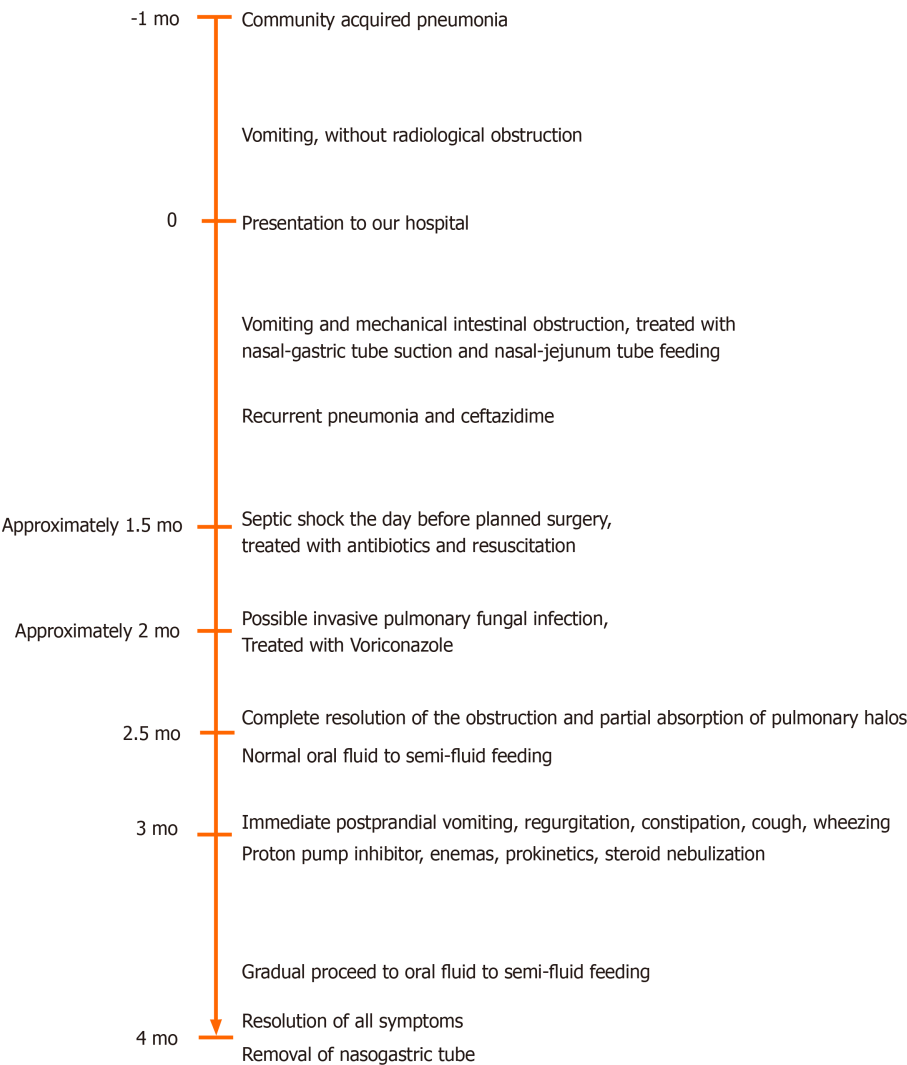 -1 mo Community acquired pneumonia
Vomiting, without radiological obstruction
0 Presentation to our hospital
Vomiting and mechanical intestinal obstruction, treated with
nasal-gastric tube suction and nasal-jejunum tube feeding
Recurrent pneumonia and ceftazidime
Approximately 1.5 mo Septic shock the day before planned surgery,
treated with antibiotics and resuscitation
Approximately 2 mo Possible invasive pulmonary fungal infection,
Treated with Voriconazole
2.5 mo Complete resolution of the obstruction and partial absorption of pulmonary halos
Normal oral fluid to semi-fluid feeding
3 mo Immediate postprandial vomiting, regurgitation, constipation, cough, wheezing
Proton pump inhibitor, enemas, prokinetics, steroid nebulization
Gradual proceed to oral fluid to semi-fluid feeding
Resolution of all symptoms
4 mo Removal of nasogastric tube